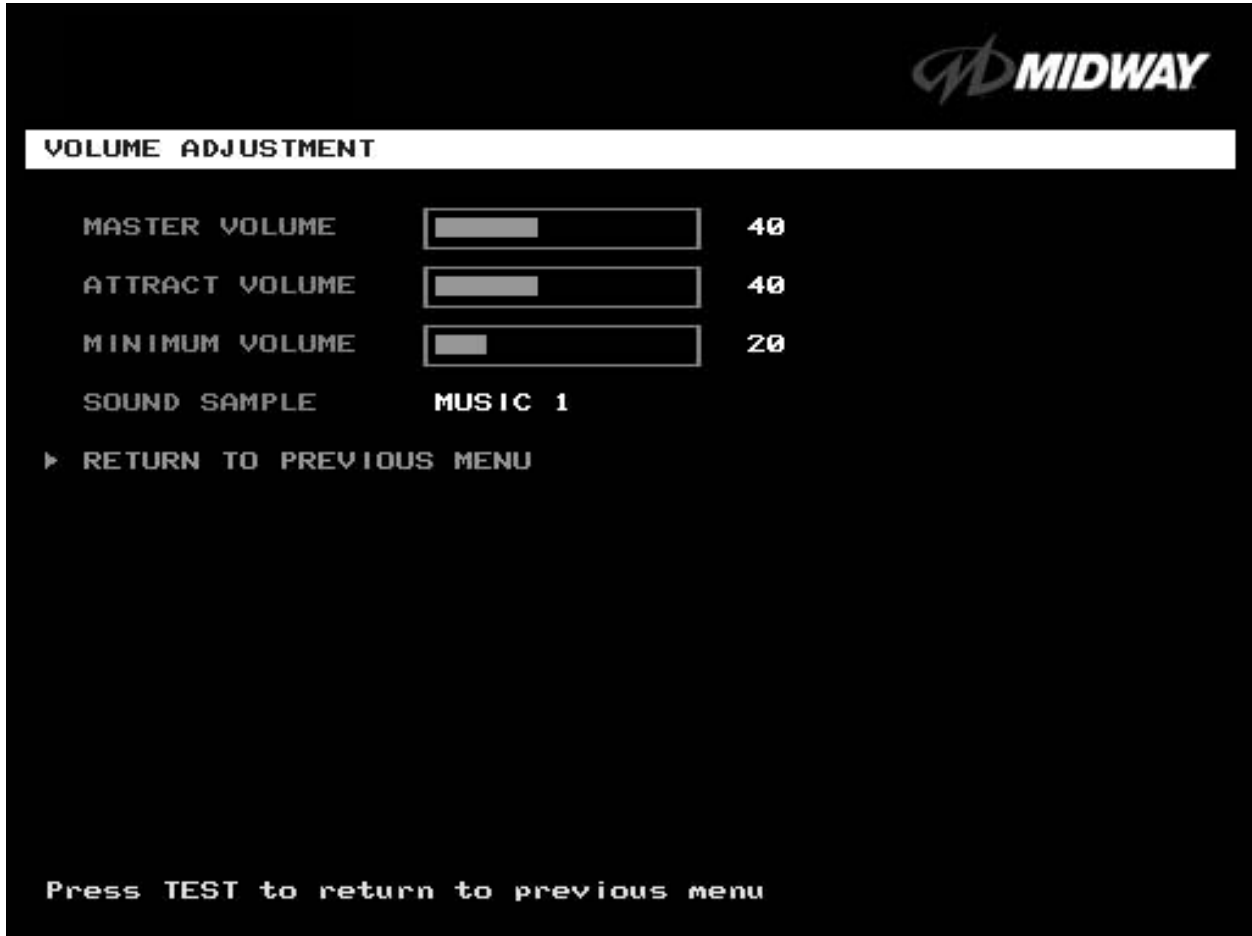 MIDWAY
VOLUME ADJUSTMENT
MASTER VOLUME 40
ATTRACT VOLUME 40
MINIMUM VOLUME 20
SOUND SAMPLE MUSIC 1
RETURN TO PREVIOUS MENU
Press TEST to return to previous menu